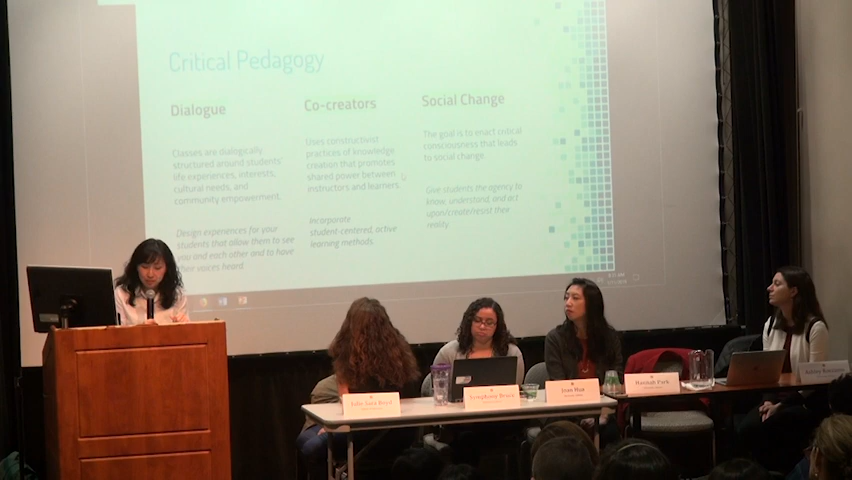 Critical Pedagogy
Dialogue
Classes are dialogically
structured around students'
life experiences, interests,
cultural needs, and
community empowerment.
Design experiences for your
students that allow them to see
you and each other and to have
their voices heard.
Co-creators
Uses constructivist
practices of knowledge
creation that promotes
shared power between
instructors and learners.
Incorporate
student-centered, active
learning methods.
Social Change
The goal is to enact critical
consciousness that leads
to social change.
Give students the agency to
know, understand, and act
upon/create/resist their
reality.
Symphony Bruce
Joan Hua
Hannah Park